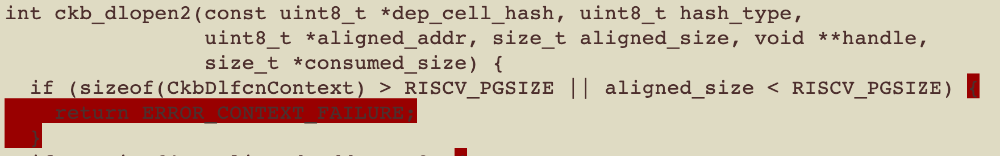 int ckb_dlopen2(const uint8_t *dep_cell_hash, uint8_t hash_type,
                uint8_t *aligned_addr, size_t aligned_size, void **handle,
                size_t *consumed_size) {
  if (sizeof(CkbDlfcnContext) > RISCV_PGSIZE || aligned_size < RISCV_PGSIZE) {
    return ERROR_CONTEXT_FAILURE;
  }